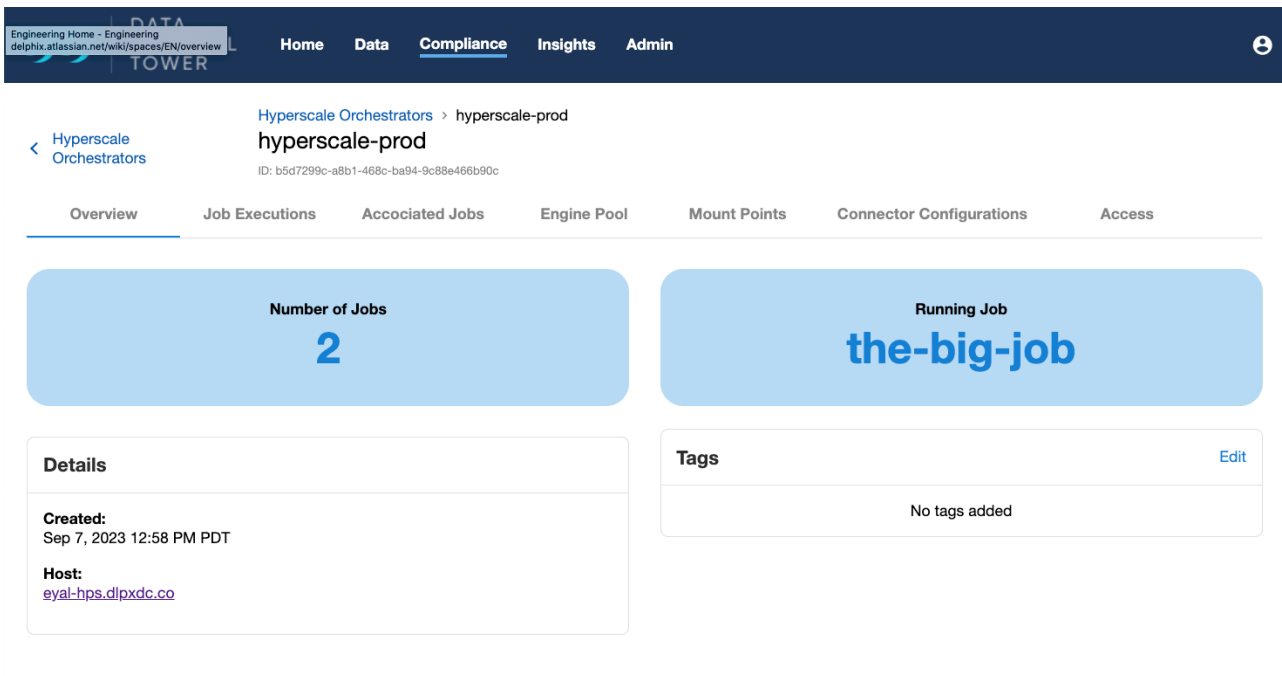 Engineering Home - Engineering
delphix.atlassian.net/wiki/spaces/EN/overview
DATA
TOWER
Home
Data
Compliance
Insights
Admin
Hyperscale
Orchestrators
Hyperscale Orchestrators > hyperscale-prod
hyperscale-prod
ID: b5d7299c-a8b1-468c-ba94-9c88e466b90c
Overview
Job Executions
Accociated Jobs
Engine Pool
Mount Points
Connector Configurations
Access
Number of Jobs
2
Running Job
the-big-job
Details
Created:
Sep 7, 2023 12:58 PM PDT
Host:
eyal-hps.dlpxdc.co
Tags
Edit
No tags added